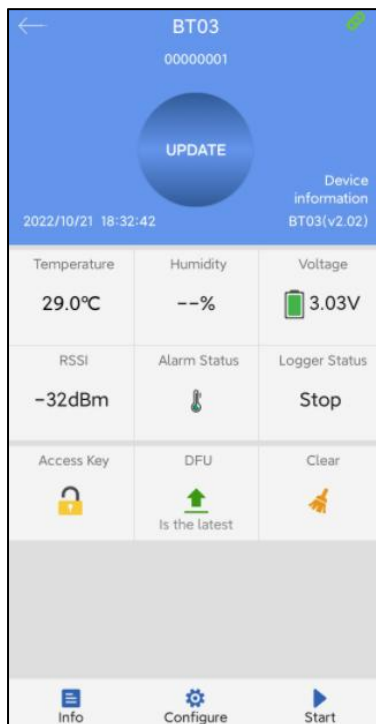 BT03
00000001
UPDATE
Device
information
2022/10/21 18:32:42
BT03(v2.02)
Temperature
Humidity
Voltage
29.0℃
--%
3.03V
RSSI
Alarm Status
Logger Status
-32dBm
Stop
Access Key
DFU
Clear
Is the latest
Info
Configure
Start